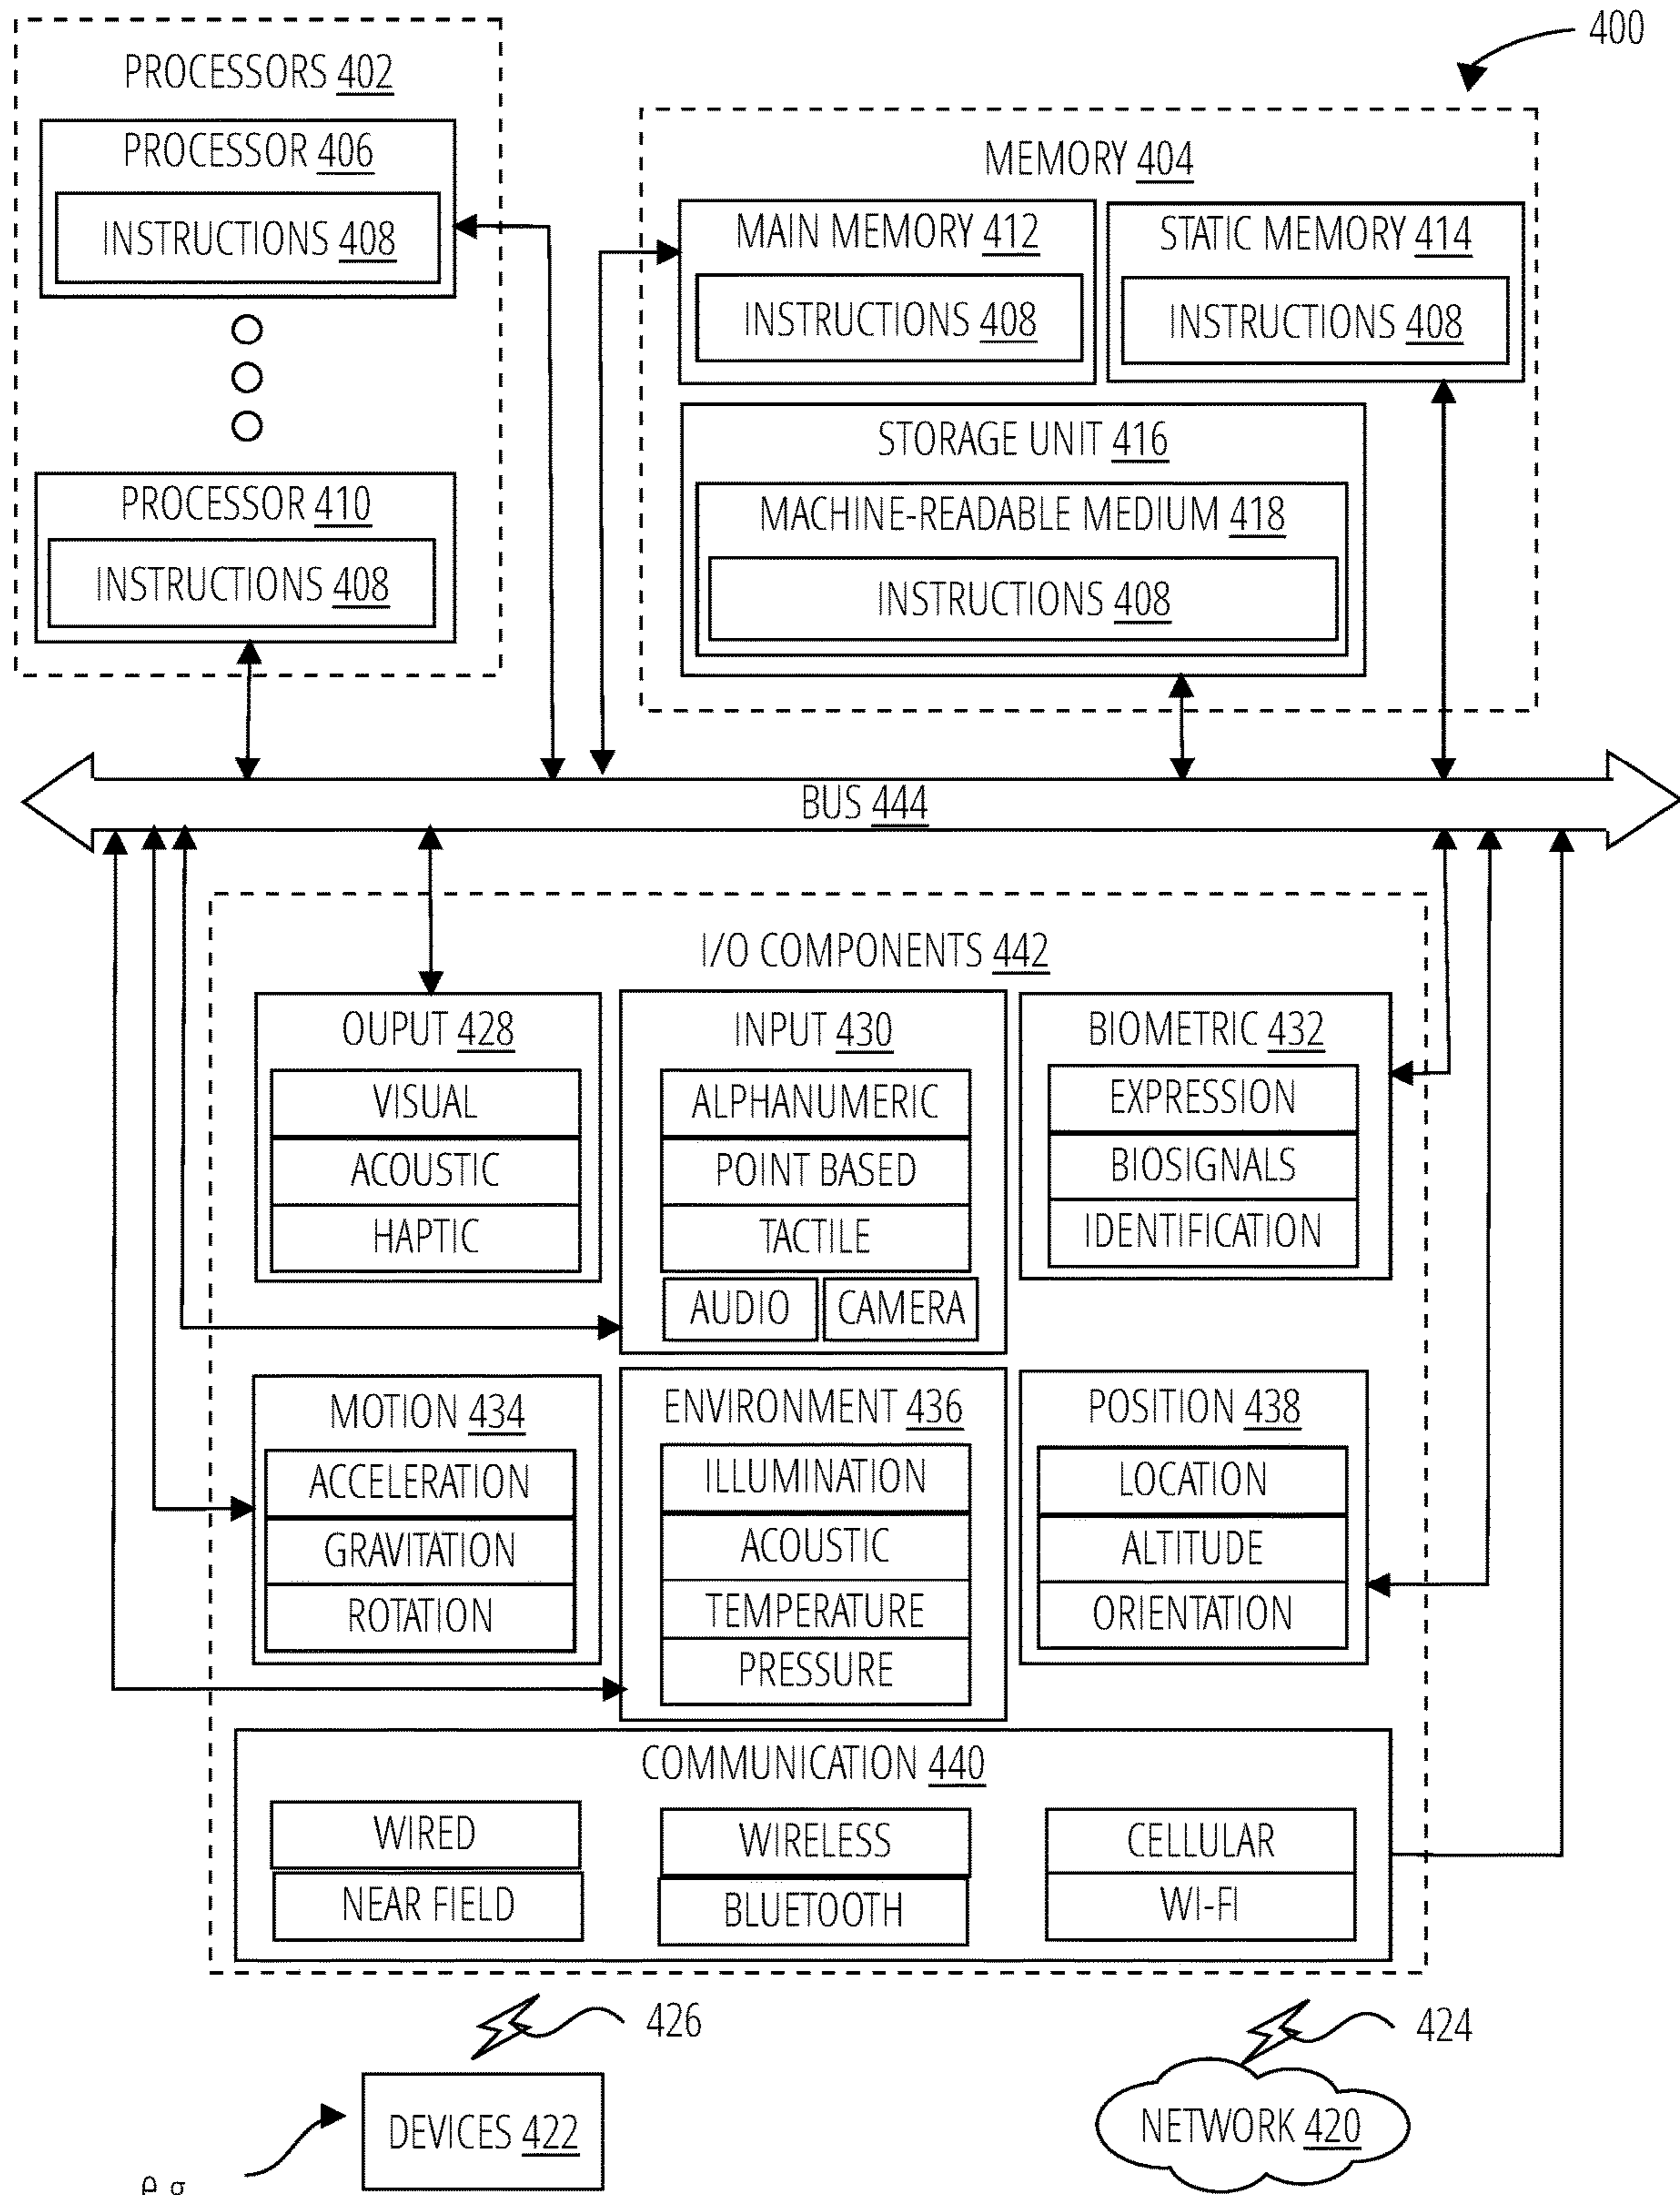 400
PROCESSORS 402
PROCESSOR 406
INSTRUCTIONS 408
PROCESSOR 410
INSTRUCTIONS 408
MEMORY 404
MAIN MEMORY 412
INSTRUCTIONS 408
STATIC MEMORY 414
INSTRUCTIONS 408
STORAGE UNIT 416
MACHINE-READABLE MEDIUM 418
INSTRUCTIONS 408
BUS 444
I/O COMPONENTS 442
OUPUT 428
VISUAL
ACOUSTIC
HAPTIC
INPUT 430
ALPHANUMERIC
POINT BASED
TACTILE
AUDIO
CAMERA
BIOMETRIC 432
EXPRESSION
BIOSIGNALS
IDENTIFICATION
MOTION 434
ACCELERATION
GRAVITATION
ROTATION
ENVIRONMENT 436
ILLUMINATION
ACOUSTIC
TEMPERATURE
PRESSURE
POSITION 438
LOCATION
ALTITUDE
ORIENTATION
COMMUNICATION 440
WIRED
NEAR FIELD
WIRELESS
BLUETOOTH
CELLULAR
WI-FI
426
424
DEVICES 422
NETWORK 420